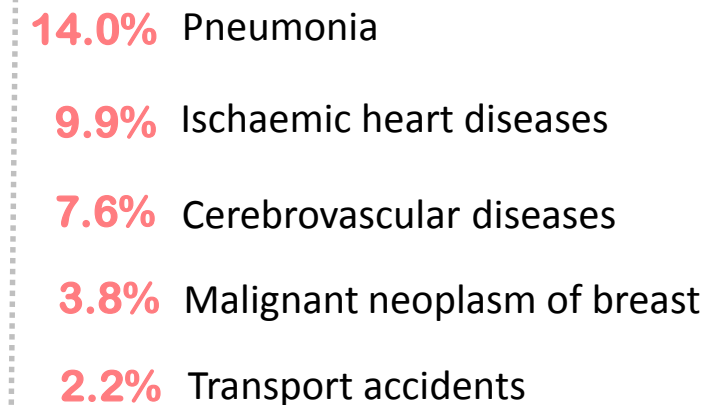 14.0% Pneumonia
9.9% Ischaemic heart diseases
7.6% Cerebrovascular diseases
3.8% Malignant neoplasm of breast
2.2% Transport accidents